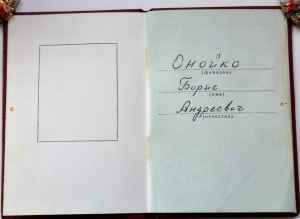 Онойко
(фамилия)
Борис
(имя)
Андреевич
(отчество)